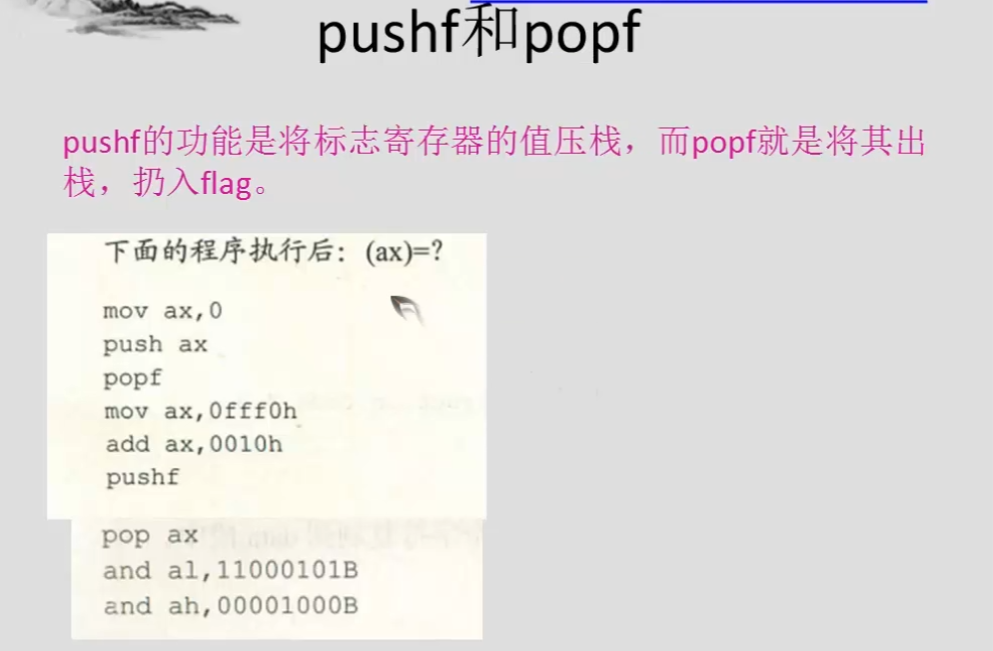 pushf和popf
pushf的功能是将标志寄存器的值压栈，而popf就是将其出
栈，扔入flag。
下面的程序执行后：(ax)=?
mov ax,0
push ax
popf
mov ax,0fff0h
add ax,0010h
pushf
pop ax
and al,11000101B
and ah,00001000B